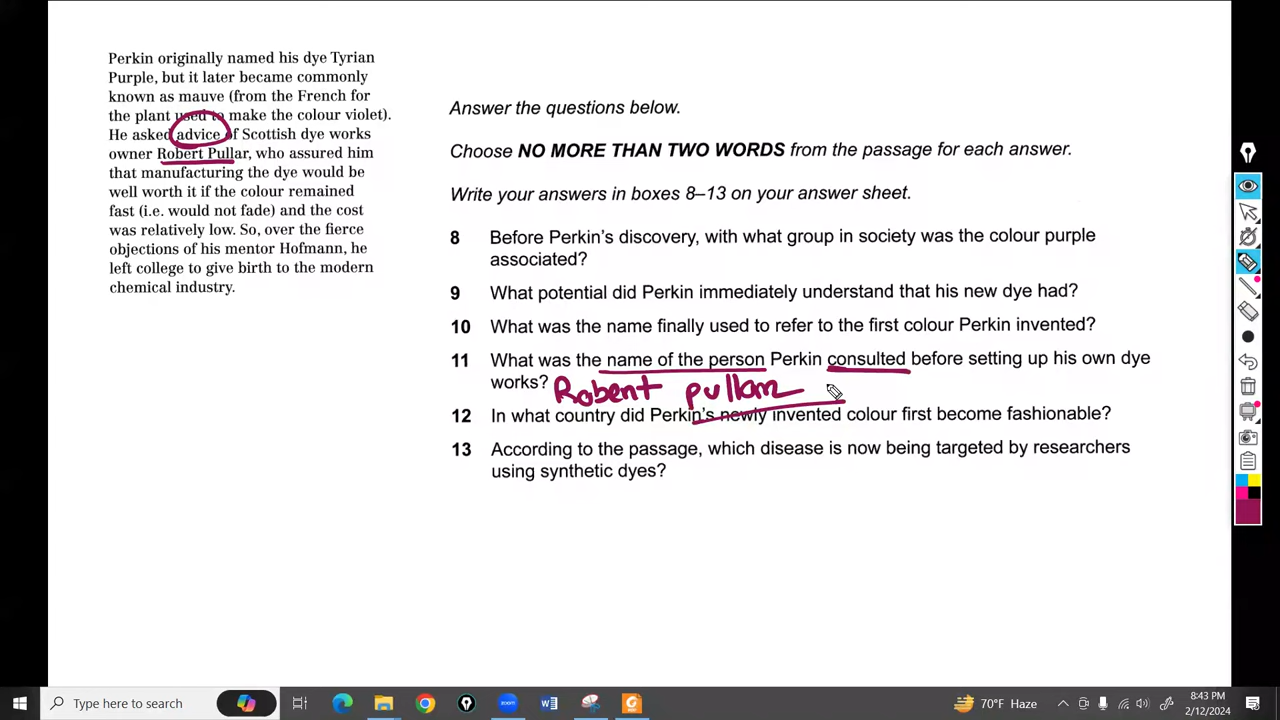 Perkin originally named his dye Tyrian
Purple, but it later became commonly
known as mauve (from the French for
the plant used to make the colour violet).
He asked advice of Scottish dye works
owner Robert Pullar, who assured him
that manufacturing the dye would be
well worth it if the colour remained
fast (i.e. would not fade) and the cost
was relatively low. So, over the fierce
objections of his mentor Hofmann, he
left college to give birth to the modern
chemical industry.
Answer the questions below.
Choose NO MORE THAN TWO WORDS from the passage for each answer.
Write your answers in boxes 8–13 on your answer sheet.
8 Before Perkin's discovery, with what group in society was the colour purple
associated?
9 What potential did Perkin immediately understand that his new dye had?
10 What was the name finally used to refer to the first colour Perkin invented?
11 What was the name of the person Perkin consulted before setting up his own dye
works? Robert pullar
12 In what country did Perkin's newly invented colour first become fashionable?
13 According to the passage, which disease is now being targeted by researchers
using synthetic dyes?
Type here to search
zoom
70°F Haze
8:43 PM
2/12/2024